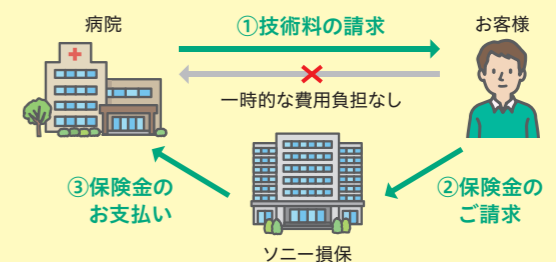 病院
①技術料の請求
お客様
一時的な費用負担なし
③保険金の
お支払い
②保険金の
ご請求
ソニー損保